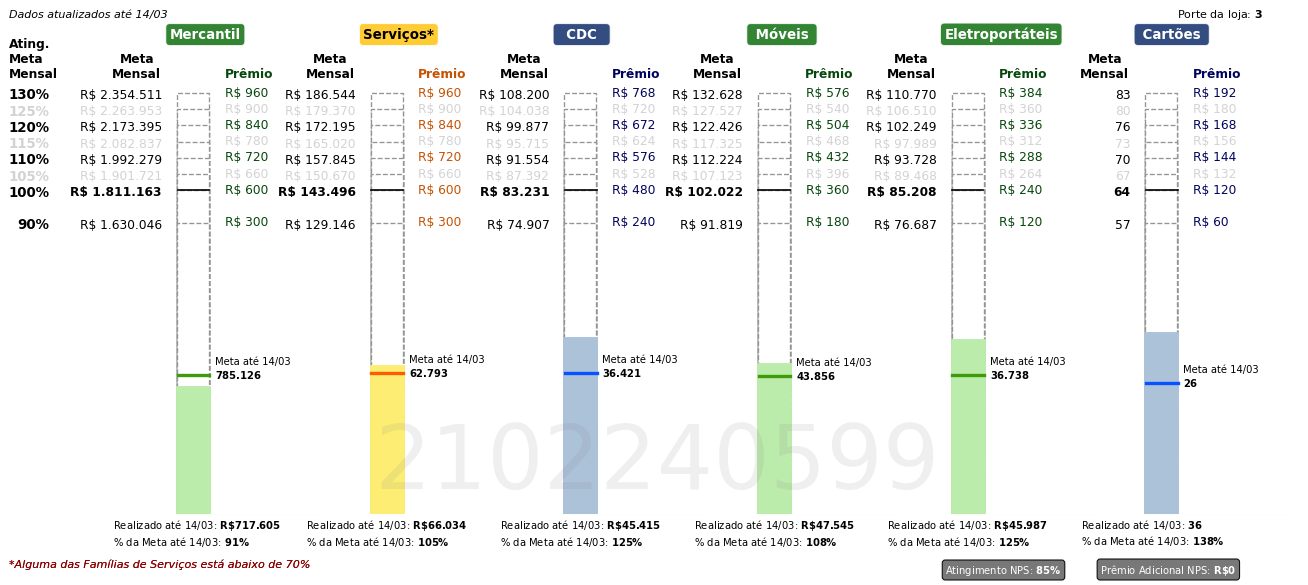 Dados atualizados até 14/03 Porte da loja: 3
Mercantil Serviços* CDC Móveis Eletroportáteis Cartões
Ating.
Meta Meta Meta Meta Meta Meta Meta
Mensal Mensal Prêmio Mensal Prêmio Mensal Prêmio Mensal Prêmio Mensal Prêmio Mensal Prêmio
130% R$ 2.354.511 R$ 960 R$ 186.544 R$ 960 R$ 108.200 R$ 768 R$ 132.628 R$ 576 R$ 110.770 R$ 384 83 R$ 192
125% R$ 2.263.953 R$ 900 R$ 179.370 R$ 900 R$ 104.038 R$ 720 R$ 127.527 R$ 540 R$ 106.510 R$ 360 80 R$ 180
120% R$ 2.173.395 R$ 840 R$ 172.195 R$ 840 R$ 99.877 R$ 672 R$ 122.426 R$ 504 R$ 102.249 R$ 336 76 R$ 168
115% R$ 2.082.837 R$ 780 R$ 165.020 R$ 780 R$ 95.715 R$ 624 R$ 117.325 R$ 468 R$ 97.989 R$ 312 73 R$ 156
110% R$ 1.992.279 R$ 720 R$ 157.845 R$ 720 R$ 91.554 R$ 576 R$ 112.224 R$ 432 R$ 93.728 R$ 288 70 R$ 144
105% R$ 1.901.721 R$ 660 R$ 150.670 R$ 660 R$ 87.392 R$ 528 R$ 107.123 R$ 396 R$ 89.468 R$ 264 67 R$ 132
100% R$ 1.811.163 R$ 600 R$ 143.496 R$ 600 R$ 83.231 R$ 480 R$ 102.022 R$ 360 R$ 85.208 R$ 240 64 R$ 120
90% R$ 1.630.046 R$ 300 R$ 129.146 R$ 300 R$ 74.907 R$ 240 R$ 91.819 R$ 180 R$ 76.687 R$ 120 57 R$ 60
Meta até 14/03 Meta até 14/03 Meta até 14/03 Meta até 14/03 Meta até 14/03 Meta até 14/03
785.126 62.793 36.421 43.856 36.738 26
2102240599
Realizado até 14/03: R$717.605 Realizado até 14/03: R$66.034 Realizado até 14/03: R$45.415 Realizado até 14/03: R$47.545 Realizado até 14/03: R$45.987 Realizado até 14/03: 36
% da Meta até 14/03: 91% % da Meta até 14/03: 105% % da Meta até 14/03: 125% % da Meta até 14/03: 108% % da Meta até 14/03: 125% % da Meta até 14/03: 138%
*Alguma das Famílias de Serviços está abaixo de 70% Atingimento NPS: 85% Prêmio Adicional NPS: R$0